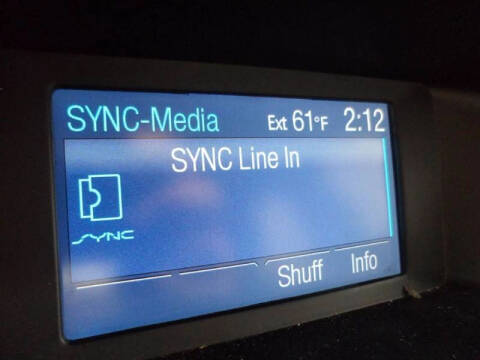 SYNC-Media Ext 61°F 2:12
SYNC Line In
SYNC
Shuff Info